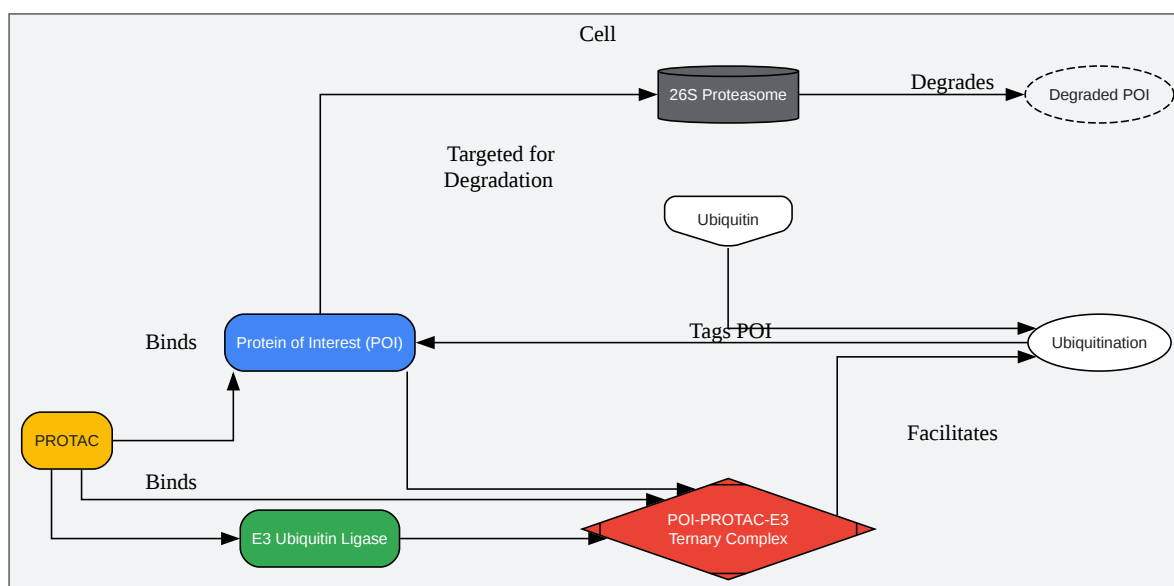 Cell
26S Proteasome
Degrades
Degraded POI
Targeted for
Degradation
Ubiquitin
Tags POI
Binds
Protein of Interest (POI)
Ubiquitination
PROTAC
Facilitates
Binds
E3 Ubiquitin Ligase
POI-PROTAC-E3
Ternary Complex